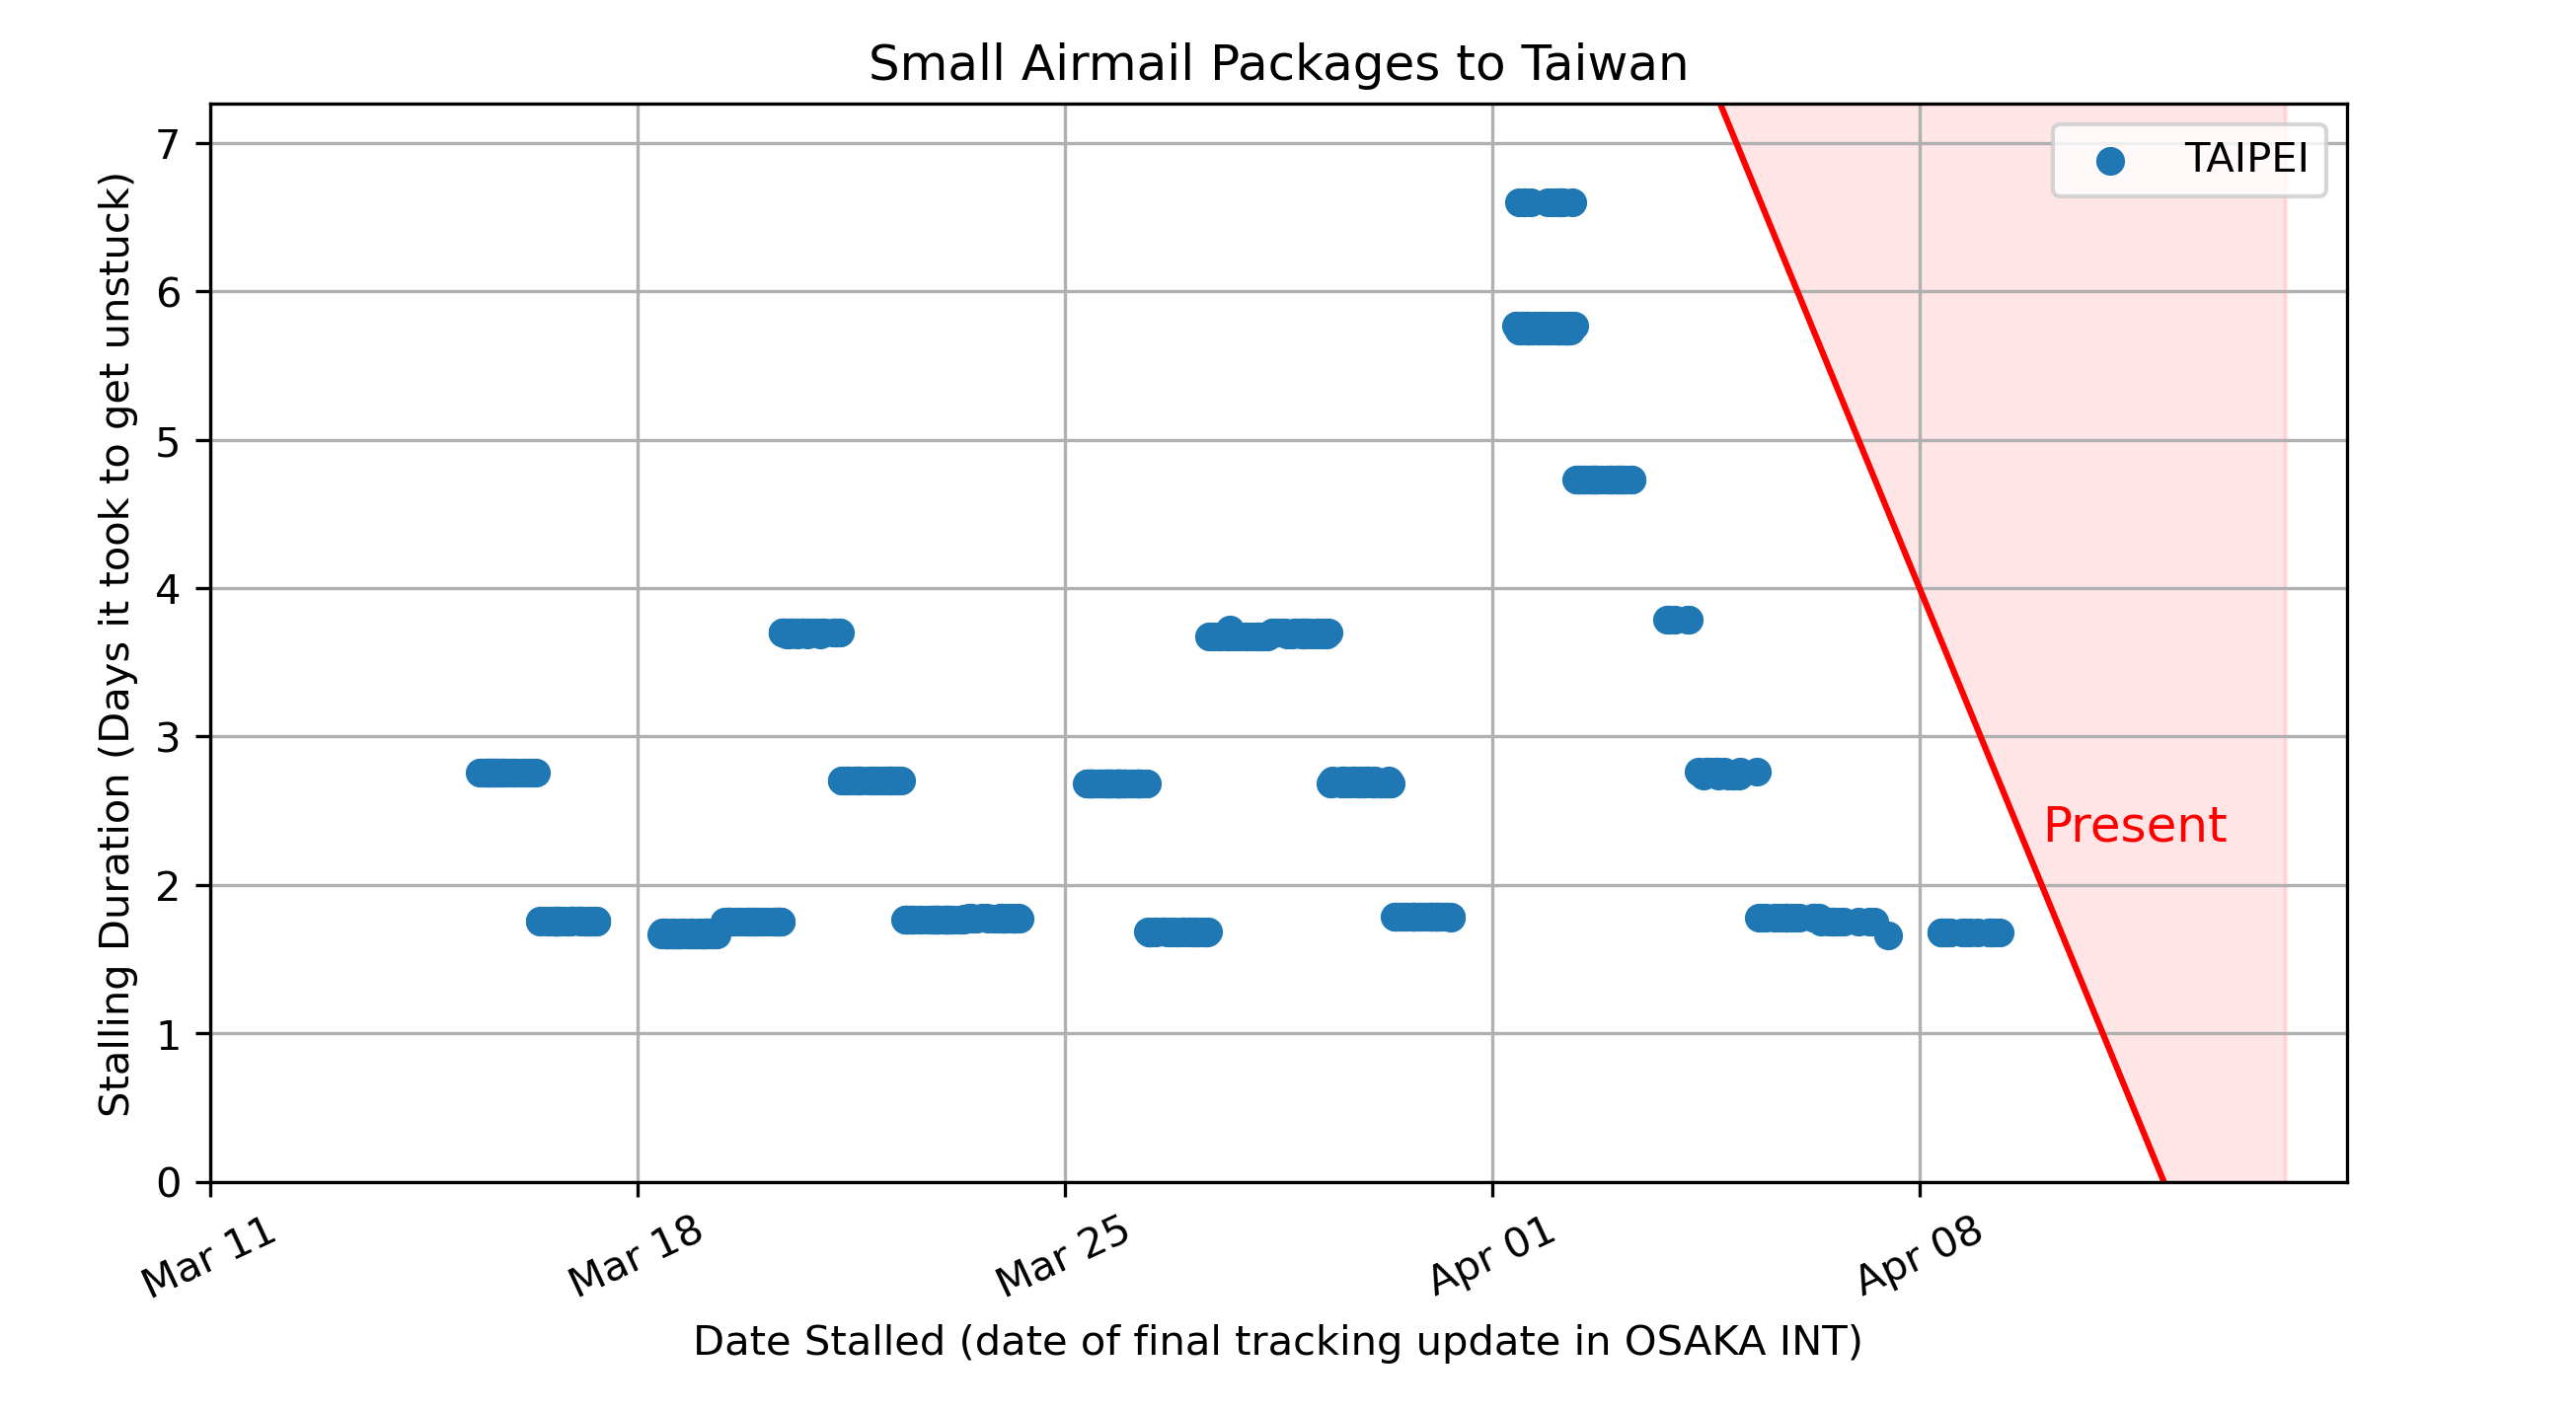 Small Airmail Packages to Taiwan
Stalling Duration (Days it took to get unstuck)
7
6
5
4
3
2
1
0
TAIPEI
Present
Mar 11
Mar 18
Mar 25
Apr 01
Apr 08
Date Stalled (date of final tracking update in OSAKA INT)